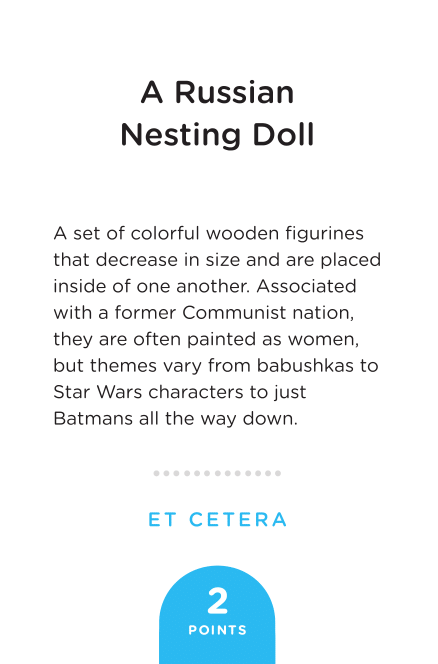 A Russian
Nesting Doll
A set of colorful wooden figurines
that decrease in size and are placed
inside of one another. Associated
with a former Communist nation,
they are often painted as women,
but themes vary from babushkas to
Star Wars characters to just
Batmans all the way down.
ET CETERA
2
POINTS